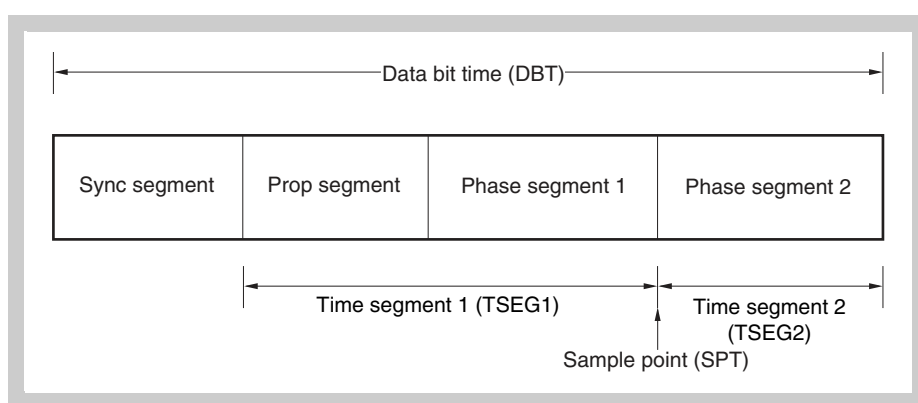 Data bit time (DBT)
Sync segment
Prop segment
Phase segment 1
Phase segment 2
Time segment 1 (TSEG1)
Time segment 2
(TSEG2)
Sample point (SPT)